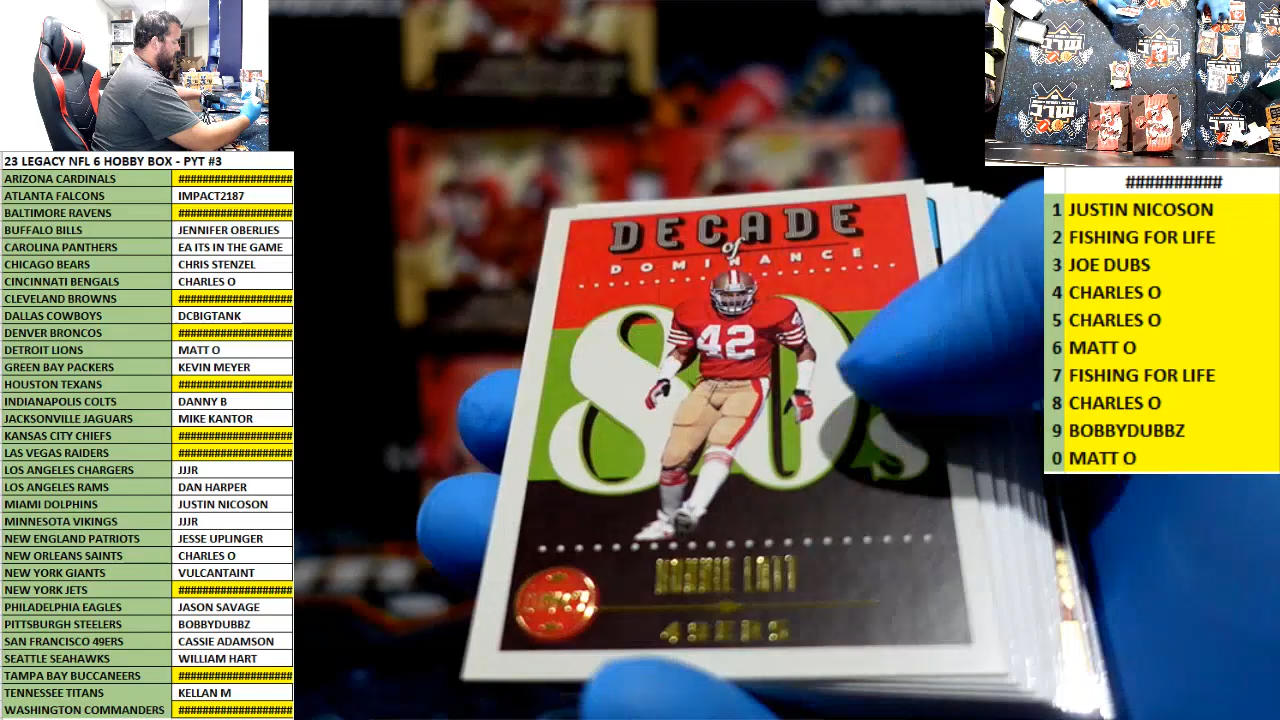 23 LEGACY NFL 6 HOBBY BOX - PYT #3
ARIZONA CARDINALS ##################
ATLANTA FALCONS IMPACT2187
BALTIMORE RAVENS ##################
BUFFALO BILLS JENNIFER OBERLIES
CAROLINA PANTHERS EA ITS IN THE GAME
CHICAGO BEARS CHRIS STENZEL
CINCINNATI BENGALS CHARLES O
CLEVELAND BROWNS ##################
DALLAS COWBOYS DCBIGTANK
DENVER BRONCOS ##################
DETROIT LIONS MATT O
GREEN BAY PACKERS KEVIN MEYER
HOUSTON TEXANS ##################
INDIANAPOLIS COLTS DANNY B
JACKSONVILLE JAGUARS MIKE KANTOR
KANSAS CITY CHIEFS ##################
LAS VEGAS RAIDERS ##################
LOS ANGELES CHARGERS JJJR
LOS ANGELES RAMS DAN HARPER
MIAMI DOLPHINS JUSTIN NICOSON
MINNESOTA VIKINGS JJJR
NEW ENGLAND PATRIOTS JESSE UPLINGER
NEW ORLEANS SAINTS CHARLES O
NEW YORK GIANTS VULCANTAINT
NEW YORK JETS ##################
PHILADELPHIA EAGLES JASON SAVAGE
PITTSBURGH STEELERS BOBBYDUBBZ
SAN FRANCISCO 49ERS CASSIE ADAMSON
SEATTLE SEAHAWKS WILLIAM HART
TAMPA BAY BUCCANEERS ##################
TENNESSEE TITANS KELLAN M
WASHINGTON COMMANDERS ##################
DECADE
of
DOMINANCE
80s
42
RONNIE LOTT
49ERS
##########
1 JUSTIN NICOSON
2 FISHING FOR LIFE
3 JOE DUBS
4 CHARLES O
5 CHARLES O
6 MATT O
7 FISHING FOR LIFE
8 CHARLES O
9 BOBBYDUBBZ
0 MATT O